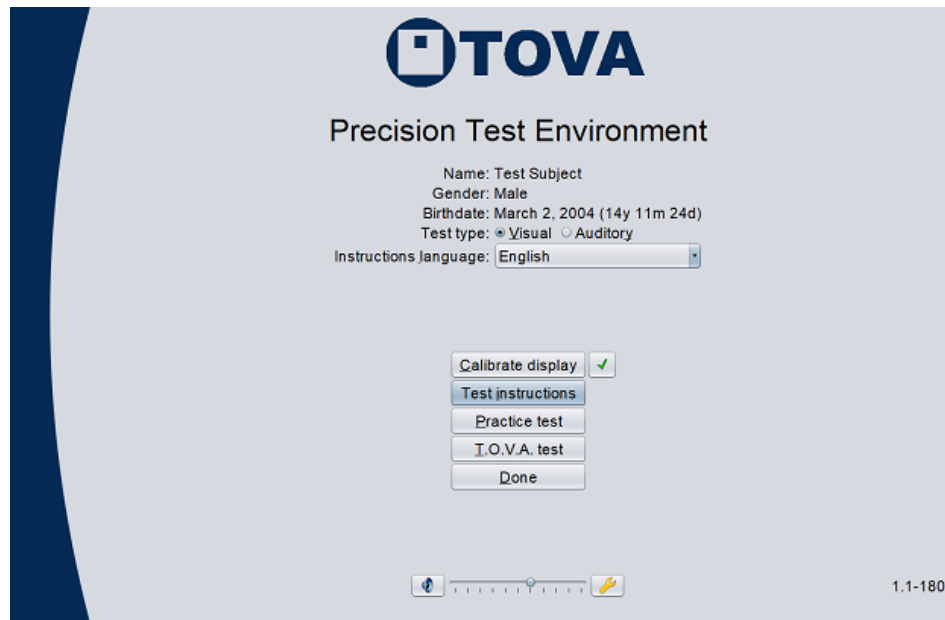 TOVA
Precision Test Environment
Name: Test Subject
Gender: Male
Birthdate: March 2, 2004 (14y 11m 24d)
Test type: Visual Auditory
Instructions language: English
Calibrate display
Test instructions
Practice test
T.O.V.A. test
Done
1.1-180